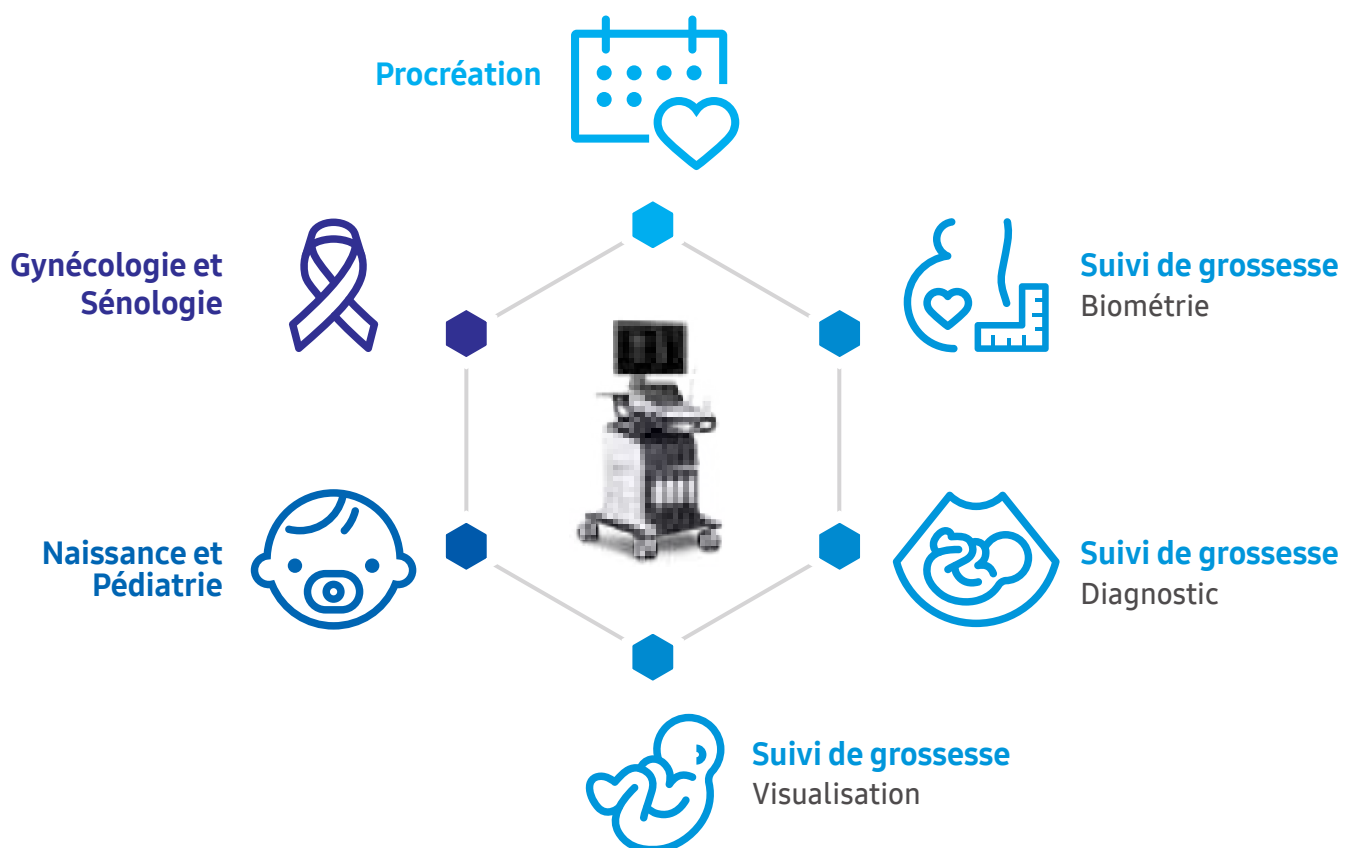 Procréation
Gynécologie et
Sénologie
Suivi de grossesse
Biométrie
Naissance et
Pédiatrie
Suivi de grossesse
Diagnostic
Suivi de grossesse
Visualisation